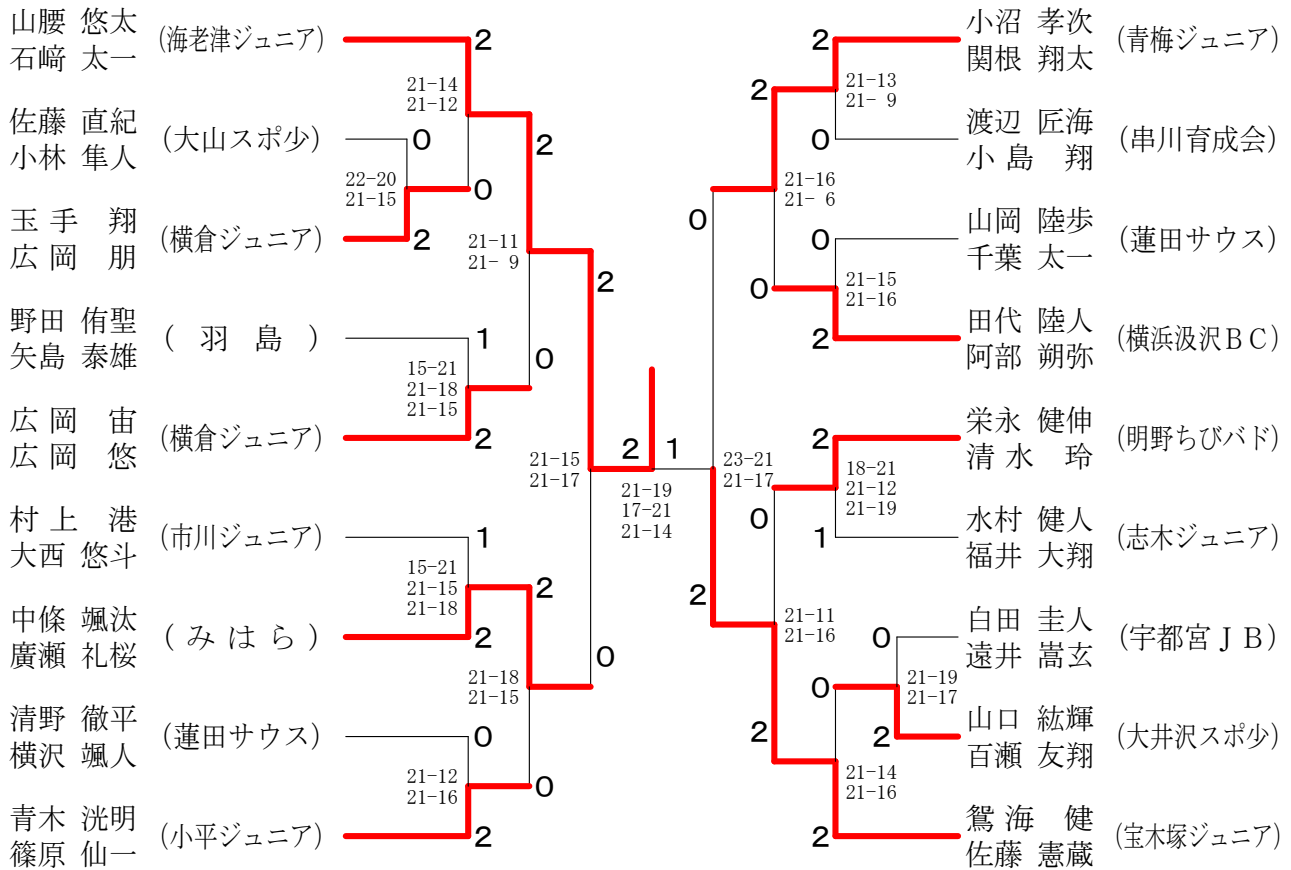 山腰 悠太
石﨑 太一
(海老津ジュニア)
2
21-14
21-12
佐藤 直紀
小林 隼人
(大山スポ少)
0
22-20
21-15
0
2
玉手 翔
広岡 朋
(横倉ジュニア)
2
21-11
21- 9
野田 侑聖
矢島 泰雄
(羽島)
1
15-21
21-18
21-15
0
広岡 宙
広岡 悠
(横倉ジュニア)
2
2
21-15
21-17
村上 港
大西 悠斗
(市川ジュニア)
1
15-21
21-15
21-18
2
中條 颯汰
廣瀬 礼桜
(みはら)
2
21-18
21-15
0
清野 徹平
横沢 颯人
(蓮田サウス)
0
21-12
21-16
0
青木 洸明
篠原 仙一
(小平ジュニア)
2
2
1
21-19
17-21
21-14
小沼 孝次
関根 翔太
(青梅ジュニア)
2
21-13
21- 9
2
渡辺 匠海
小島 翔
(串川育成会)
0
21-16
21- 6
0
山岡 陸歩
千葉 太一
(蓮田サウス)
0
21-15
21-16
0
田代 陸人
阿部 朔弥
(横浜汲沢BC)
2
栄永 健伸
清水 玲
(明野ちびバド)
2
18-21
21-12
21-19
23-21
21-17
0
水村 健人
福井 大翔
(志木ジュニア)
1
2
21-11
21-16
白田 圭人
遠井 嵩玄
(宇都宮JB)
0
21-19
21-17
0
山口 紘輝
百瀬 友翔
(大井沢スポ少)
2
2
21-14
21-16
鴛海 健
佐藤 憲蔵
(宝木塚ジュニア)
2